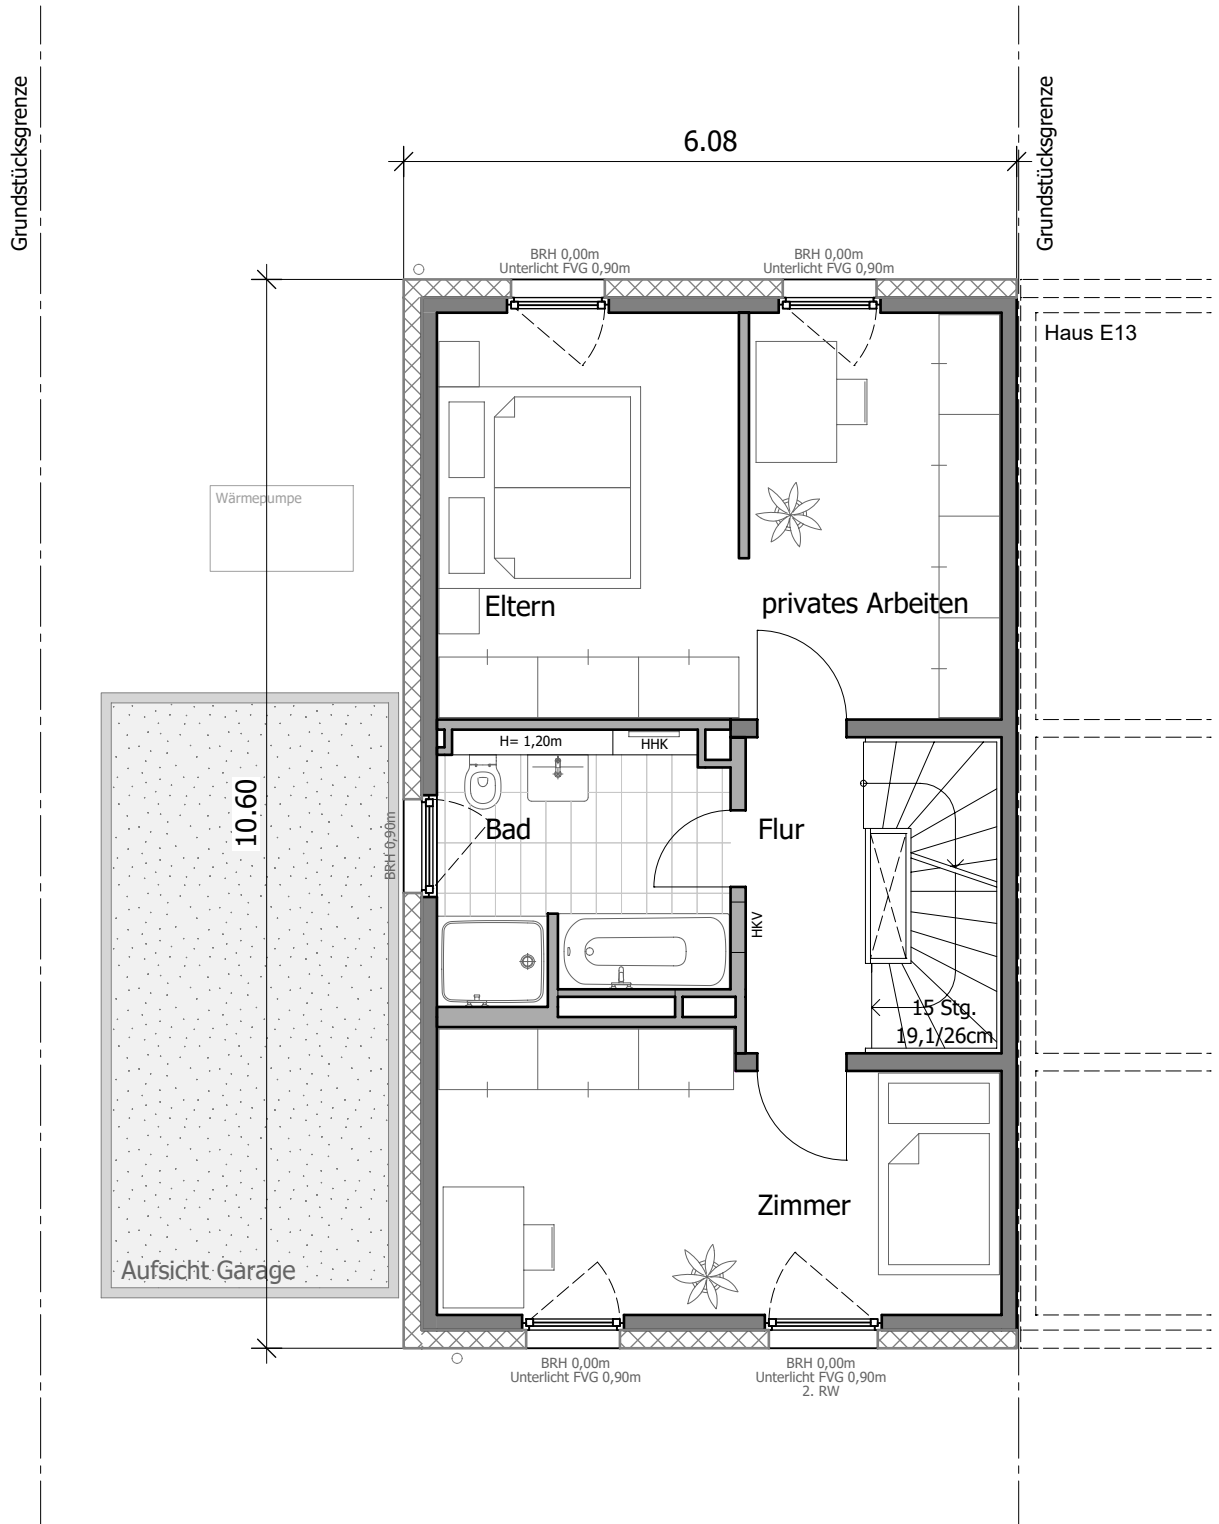 Grundstücksgrenze
Grundstücksgrenze
6.08
BRH 0,00m
Unterlicht FVG 0,90m
BRH 0,00m
Unterlicht FVG 0,90m
Haus E13
Wärmepumpe
Eltern
privates Arbeiten
H= 1,20m
HHK
10.60
BRH 0,90m
Bad
Flur
HKV
15 Stg.
19,1/26cm
Zimmer
Aufsicht Garage
BRH 0,00m
Unterlicht FVG 0,90m
BRH 0,00m
Unterlicht FVG 0,90m
2. RW